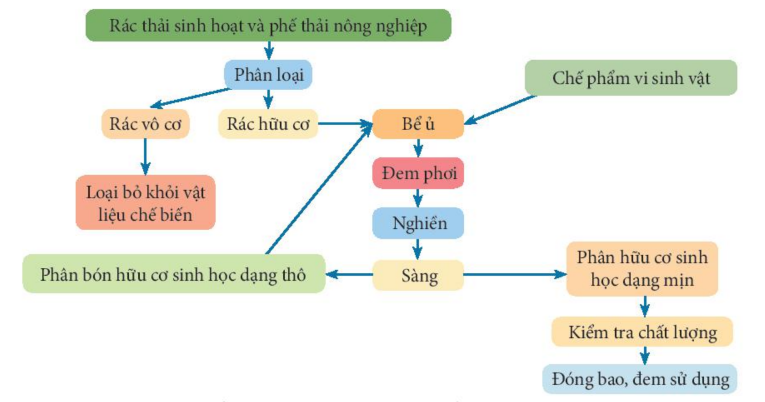 Rác thải sinh hoạt và phế thải nông nghiệp
Phân loại
Chế phẩm vi sinh vật
Rác vô cơ
Rác hữu cơ
Bể ủ
Đem phơi
Loại bỏ khỏi vật
liệu chế biến
Nghiền
Phân bón hữu cơ sinh học dạng thô
Sàng
Phân hữu cơ sinh
học dạng mịn
Kiểm tra chất lượng
Đóng bao, đem sử dụng